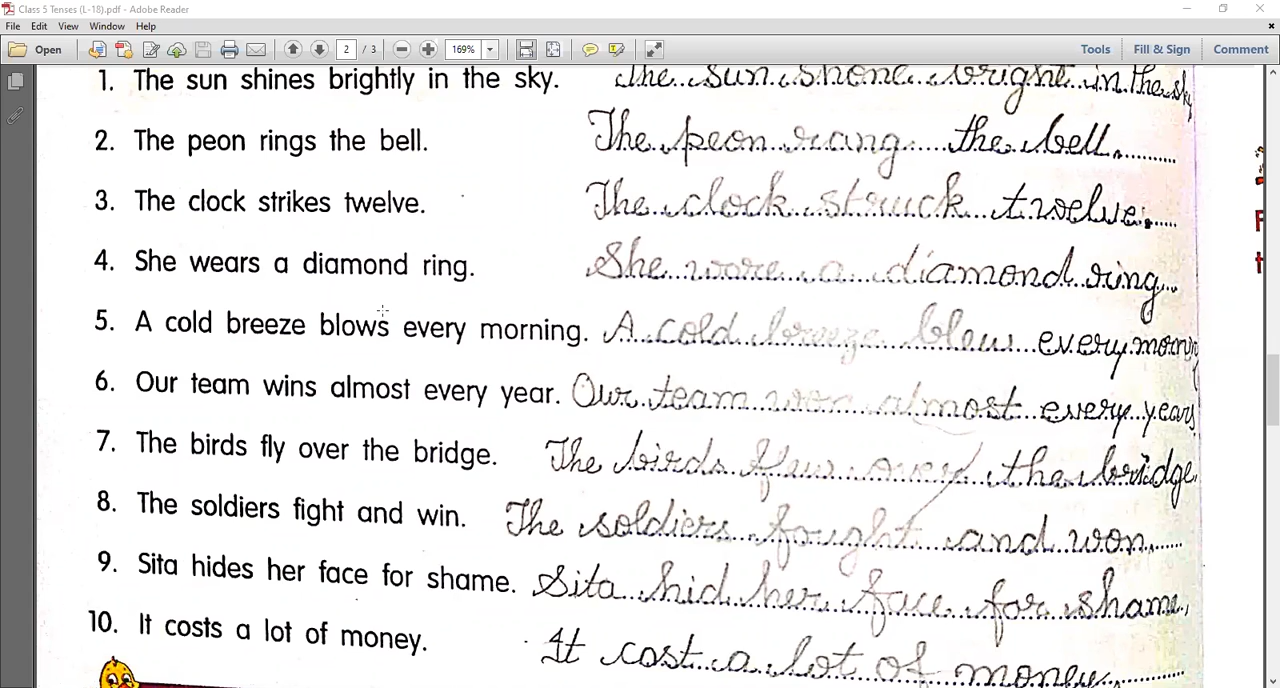 Class 5 Tenses (L-18).pdf - Adobe Reader
File Edit View Window Help
Open 2 / 3 169% Tools Fill & Sign Comment
1. The sun shines brightly in the sky. The sun shone bright in the sky
2. The peon rings the bell. The peon rang the bell.
3. The clock strikes twelve. The clock struck twelve.
4. She wears a diamond ring. She wore a diamond ring.
5. A cold breeze blows every morning. A cold breeze blew every morning
6. Our team wins almost every year. Our team won almost every years
7. The birds fly over the bridge. The birds flew over the bridge.
8. The soldiers fight and win. The soldiers fought and won.
9. Sita hides her face for shame. Sita hid her face for shame.
10. It costs a lot of money. It cost a lot of money.